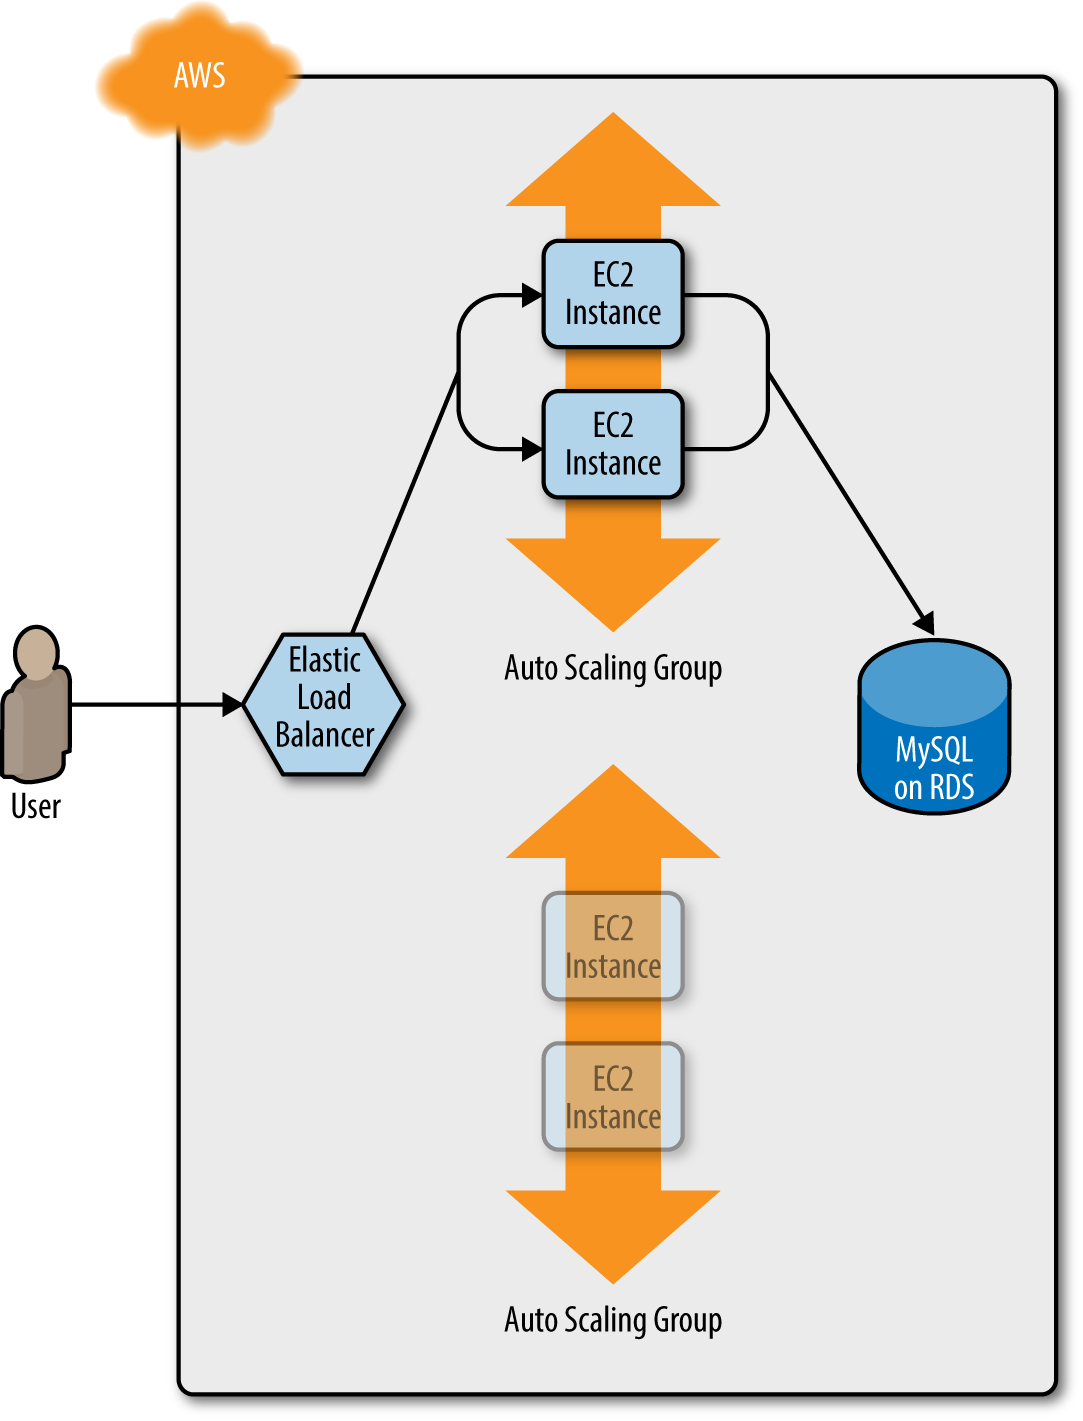 AWS
EC2
Instance
EC2
Instance
Auto Scaling Group
User
Elastic
Load
Balancer
MySQL
on RDS
EC2
Instance
EC2
Instance
Auto Scaling Group